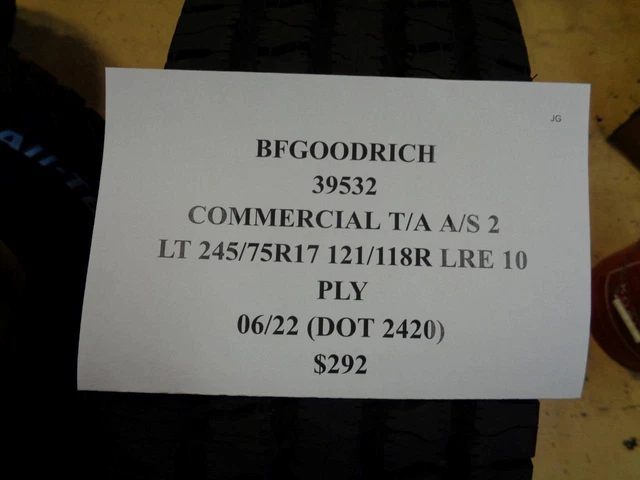 JG
BFGOODRICH
39532
COMMERCIAL T/A A/S 2
LT 245/75R17 121/118R LRE 10
PLY
06/22 (DOT 2420)
$292